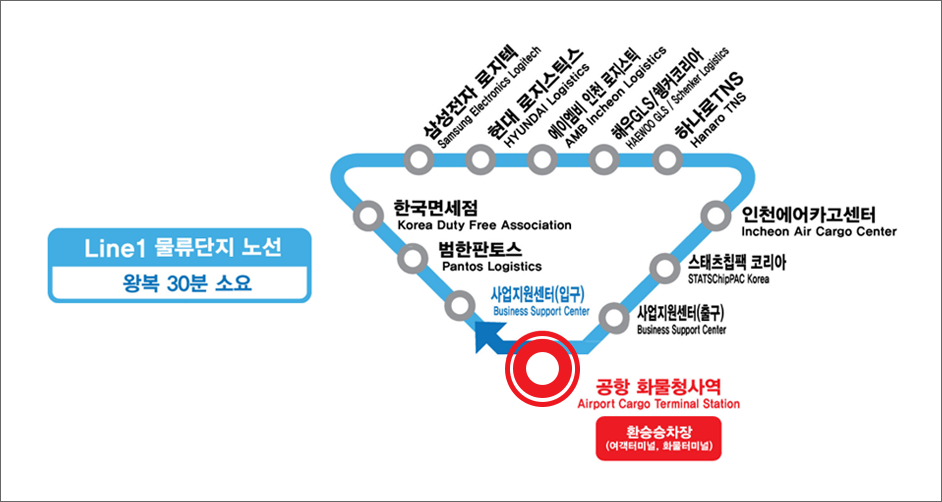 Line1 물류단지 노선
왕복 30분 소요
삼성전자 로지텍
Samsung Electronics Logitech
현대 로지스틱스
HYUNDAI Logistics
에이엠비 인천 로지스틱
AMB Incheon Logistics
해우GLS/쉥커코리아
HAEWOO GLS / Schenker Logistics
하나로TNS
Hanaro TNS
한국면세점
Korea Duty Free Association
인천에어카고센터
Incheon Air Cargo Center
범한판토스
Pantos Logistics
스태츠칩팩 코리아
STATSChipPAC Korea
사업지원센터(입구)
Business Support Center
사업지원센터(출구)
Business Support Center
공항 화물청사역
Airport Cargo Terminal Station
환승승차장
(여객터미널, 화물터미널)